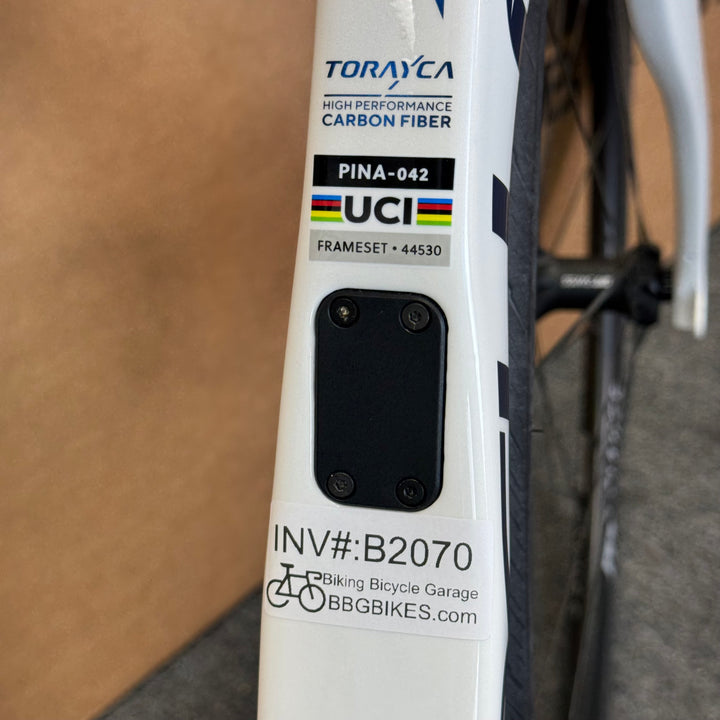 TORAYCA
HIGH PERFORMANCE
CARBON FIBER
PINA-042
UCI
FRAMESET • 44530
INV#:B2070
Biking Bicycle Garage
BBGBIKES.com